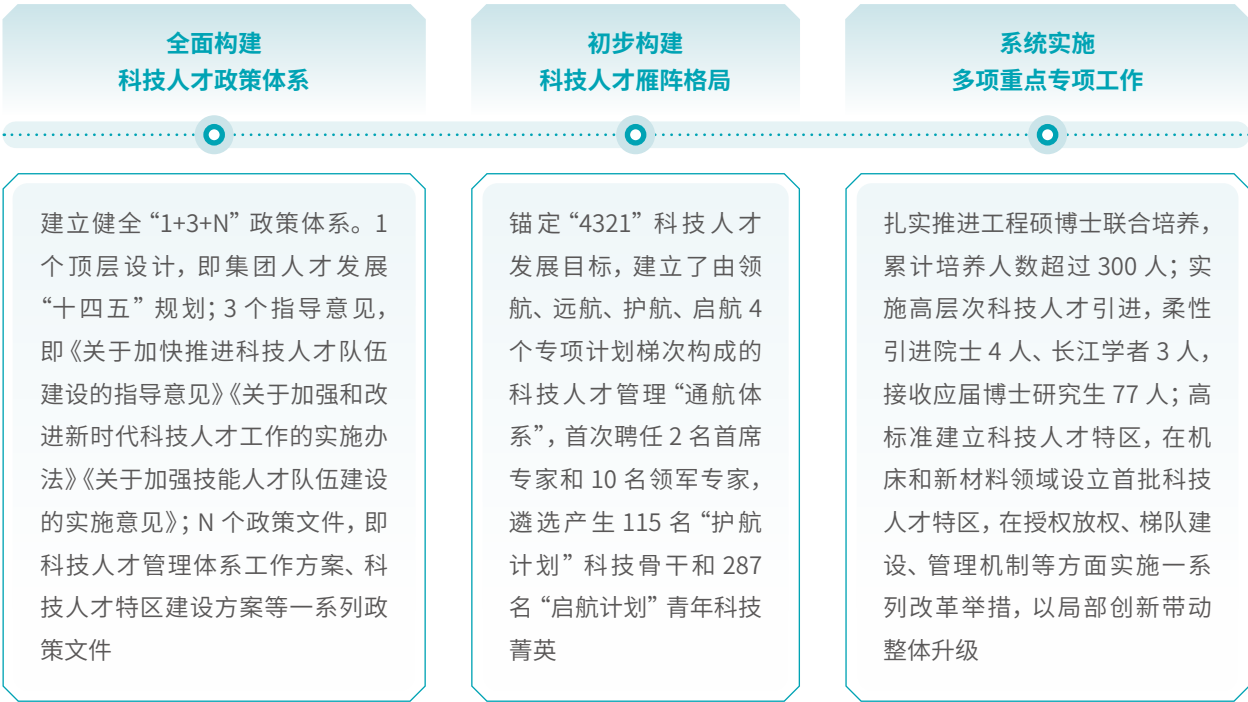 全面构建
科技人才政策体系
建立健全“1+3+N”政策体系。1
个顶层设计，即集团人才发展
“十四五”规划；3 个指导意见，
即《关于加快推进科技人才队伍
建设的指导意见》《关于加强和改
进新时代科技人才工作的实施办
法》《关于加强技能人才队伍建设
的实施意见》；N 个政策文件，即
科技人才管理体系工作方案、科
技人才特区建设方案等一系列政
策文件
初步构建
科技人才雁阵格局
锚定“4321”科技人才
发展目标，建立了由领
航、远航、护航、启航 4
个专项计划梯次构成的
科技人才管理“通航体
系”，首次聘任 2 名首席
专家和 10 名领军专家，
遴选产生 115 名“护航
计划”科技骨干和 287
名“启航计划”青年科技
菁英
系统实施
多项重点专项工作
扎实推进工程硕博士联合培养，
累计培养人数超过 300 人；实
施高层次科技人才引进，柔性
引进院士 4 人、长江学者 3 人，
接收应届博士研究生 77 人；高
标准建立科技人才特区，在机
床和新材料领域设立首批科技
人才特区，在授权放权、梯队建
设、管理机制等方面实施一系
列改革举措，以局部创新带动
整体升级